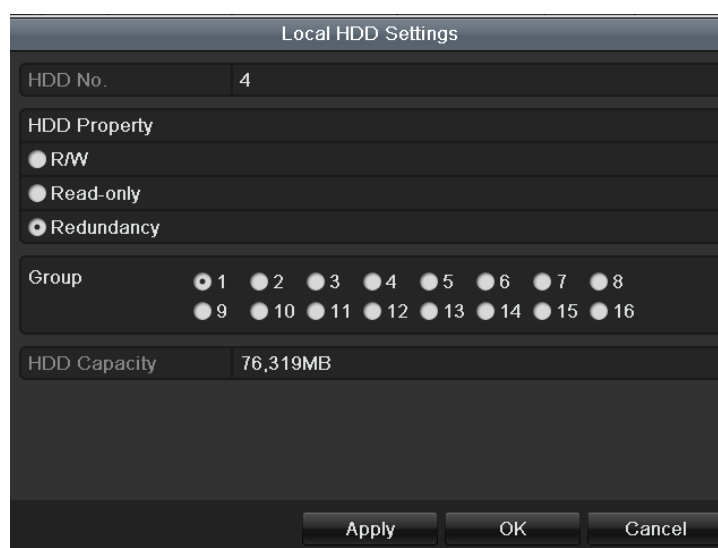 Local HDD Settings
HDD No. 4
HDD Property
R/W
Read-only
Redundancy
Group 1 2 3 4 5 6 7 8
9 10 11 12 13 14 15 16
HDD Capacity 76,319MB
Apply OK Cancel